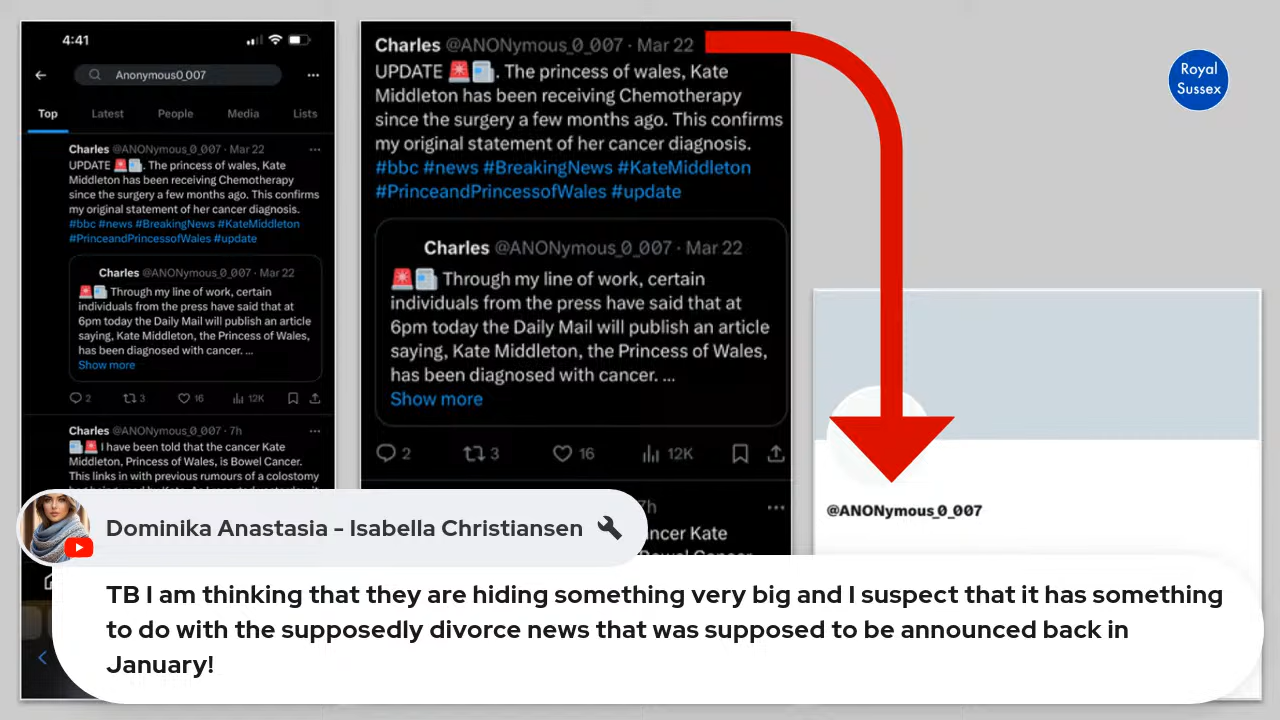 4:41
Anonymous0_007
Top Latest People Media Lists
Charles @ANONymous_0_007 · Mar 22
UPDATE 🚨📰. The princess of wales, Kate
Middleton has been receiving Chemotherapy
since the surgery a few months ago. This confirms
my original statement of her cancer diagnosis.
#bbc #news #BreakingNews #KateMiddleton
#PrinceandPrincessofWales #update
Charles @ANONymous_0_007 · Mar 22
🚨📰 Through my line of work, certain
individuals from the press have said that at
6pm today the Daily Mail will publish an article
saying, Kate Middleton, the Princess of Wales,
has been diagnosed with cancer. ...
Show more
2 3 16 12K
Charles @ANONymous_0_007 · 7h
📰🚨 I have been told that the cancer Kate
Middleton, Princess of Wales, is Bowel Cancer.
This links in with previous rumours of a colostomy
Charles @ANONymous_0_007 · Mar 22
UPDATE 🚨📰. The princess of wales, Kate
Middleton has been receiving Chemotherapy
since the surgery a few months ago. This confirms
my original statement of her cancer diagnosis.
#bbc #news #BreakingNews #KateMiddleton
#PrinceandPrincessofWales #update
Charles @ANONymous_0_007 · Mar 22
🚨📰 Through my line of work, certain
individuals from the press have said that at
6pm today the Daily Mail will publish an article
saying, Kate Middleton, the Princess of Wales,
has been diagnosed with cancer. ...
Show more
2 3 16 12K
7h
Kate
Royal
Sussex
@ANONymous_0_007
Dominika Anastasia - Isabella Christiansen
TB I am thinking that they are hiding something very big and I suspect that it has something
to do with the supposedly divorce news that was supposed to be announced back in
January!